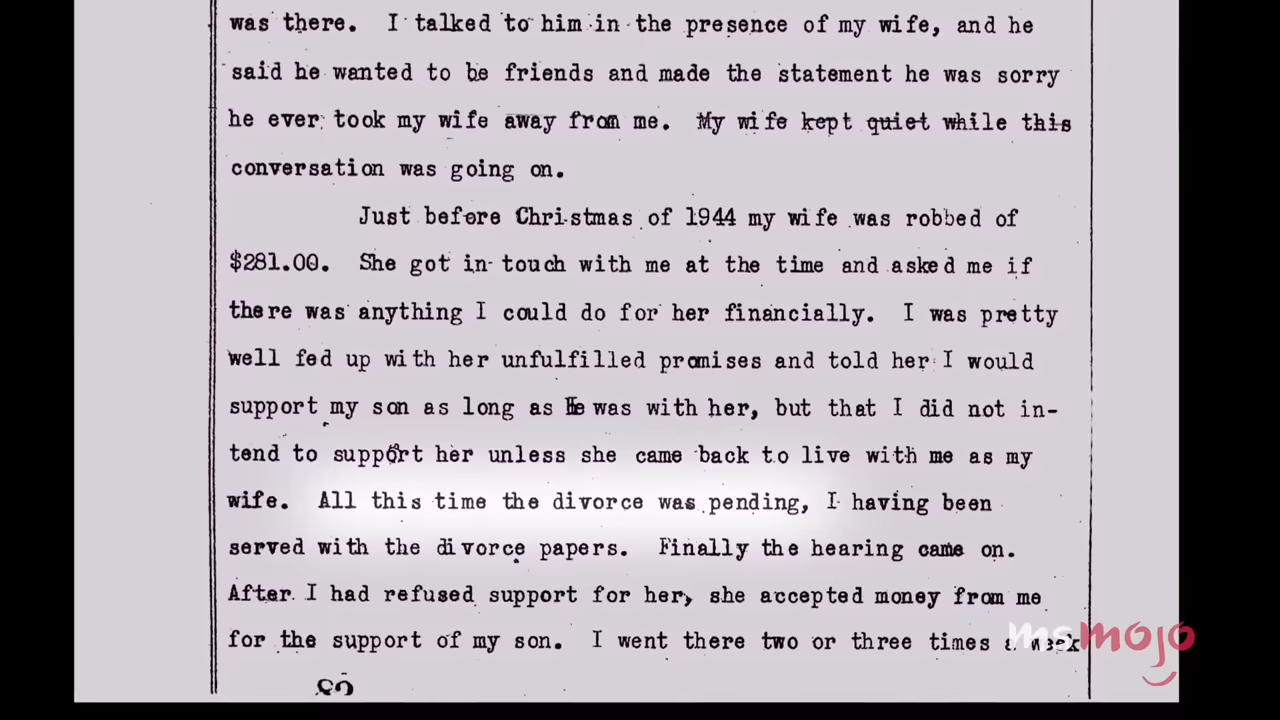 was there. I talked to him in the presence of my wife, and he
said he wanted to be friends and made the statement he was sorry
he ever took my wife away from me. My wife kept quiet while this
conversation was going on.
Just before Christmas of 1944 my wife was robbed of
$281.00. She got in touch with me at the time and asked me if
there was anything I could do for her financially. I was pretty
well fed up with her unfulfilled promises and told her I would
support my son as long as He was with her, but that I did not in-
tend to support her unless she came back to live with me as my
wife. All this time the divorce was pending, I having been
served with the divorce papers. Finally the hearing came on.
After I had refused support for her, she accepted money from me
for the support of my son. I went there two or three times a week
msmojo